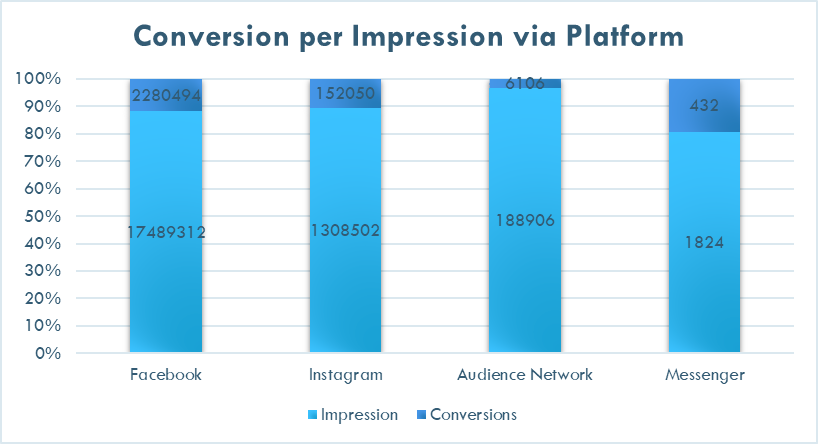 Conversion per Impression via Platform
100%
90%
80%
70%
60%
50%
40%
30%
20%
10%
0%
2280494
152050
6106
432
17489312
1308502
188906
1824
Facebook
Instagram
Audience Network
Messenger
Impression
Conversions